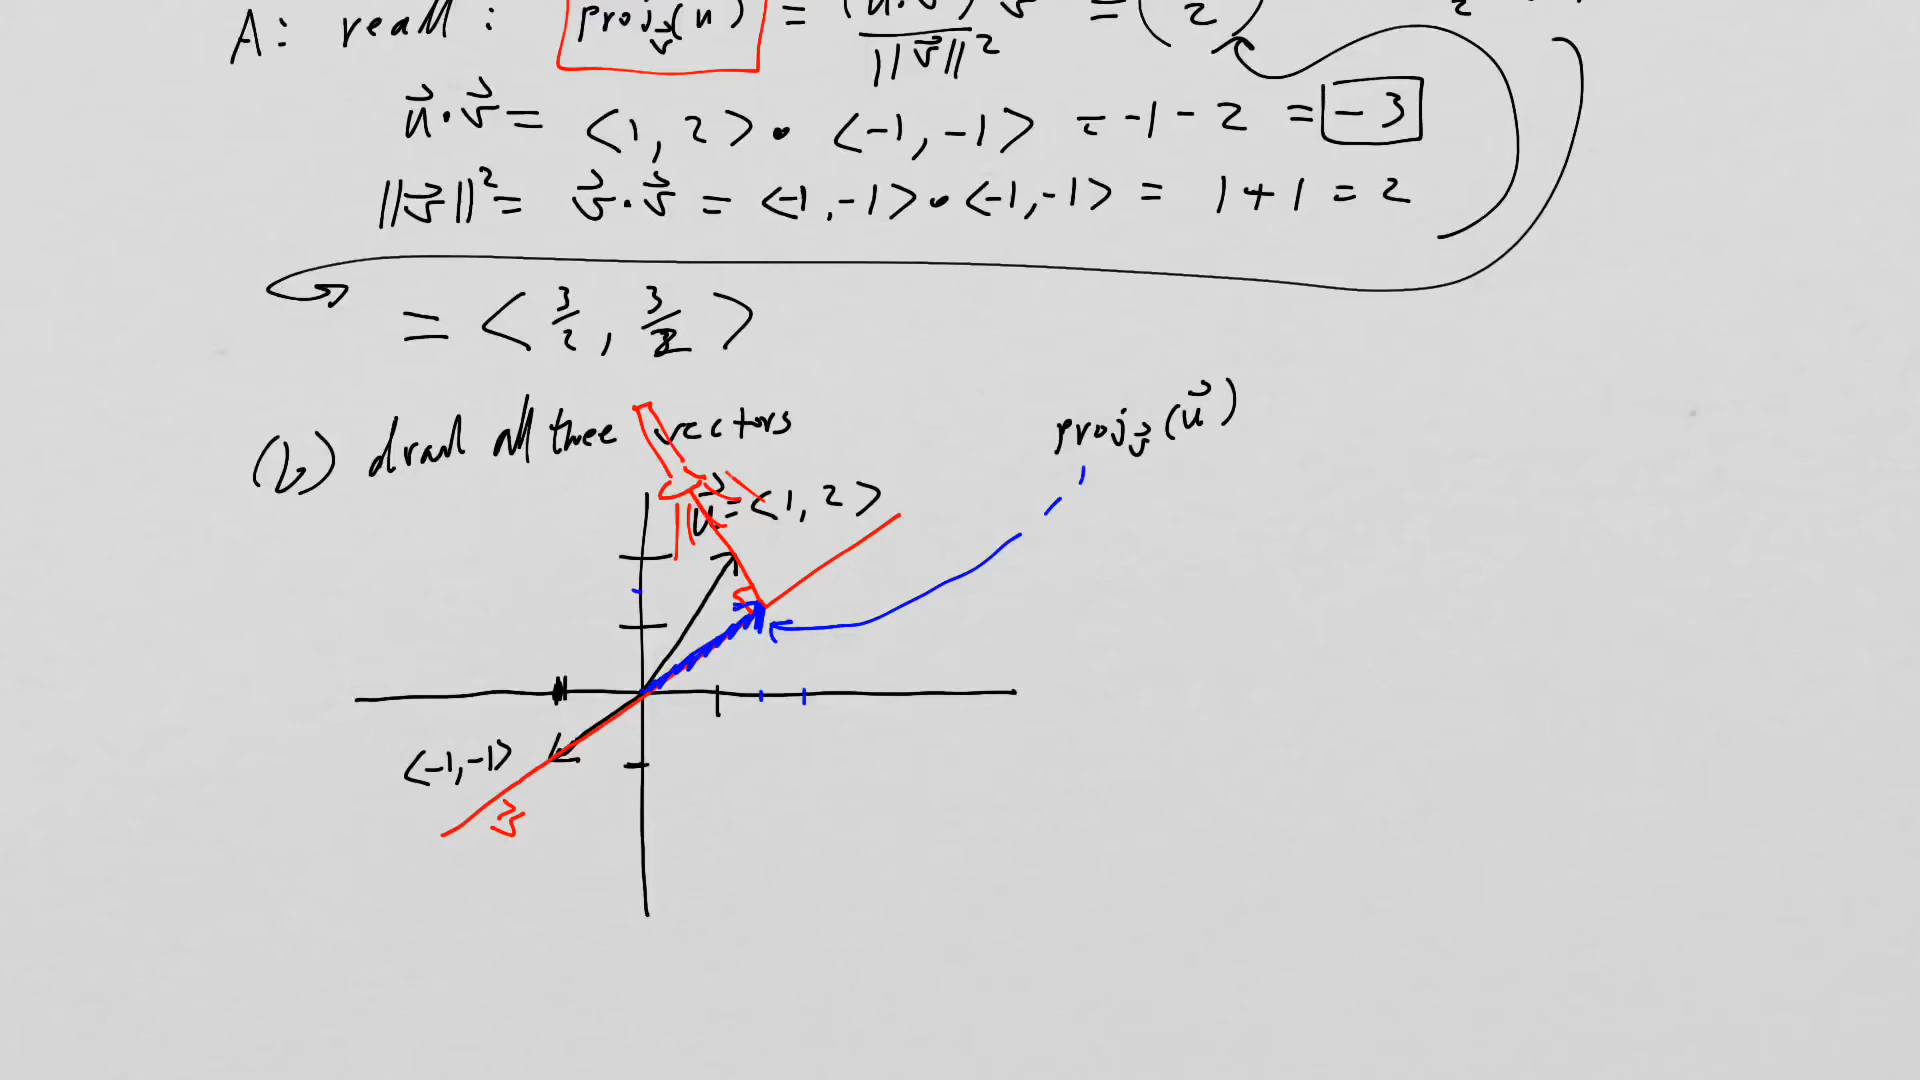 A: recall: proj_v⃗(u) = (u·v) v / ||v⃗||² = ( 2 ) 2
u⃗·v⃗ = <1, 2> • <-1, -1> = -1 - 2 = -3
||v⃗||² = v⃗·v⃗ = <-1, -1> • <-1, -1> = 1 + 1 = 2
= < 3/2, 3/2 >
(b) draw all three vectors
proj_v⃗(u⃗)
u⃗ = <1, 2>
<-1, -1>
v⃗